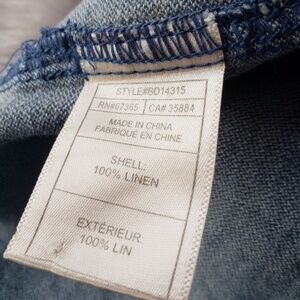 STYLE#BD14315
RN#67365 CA# 35884
MADE IN CHINA
FABRIQUÉ EN CHINE
SHELL:
100% LINEN
EXTÉRIEUR:
100% LIN